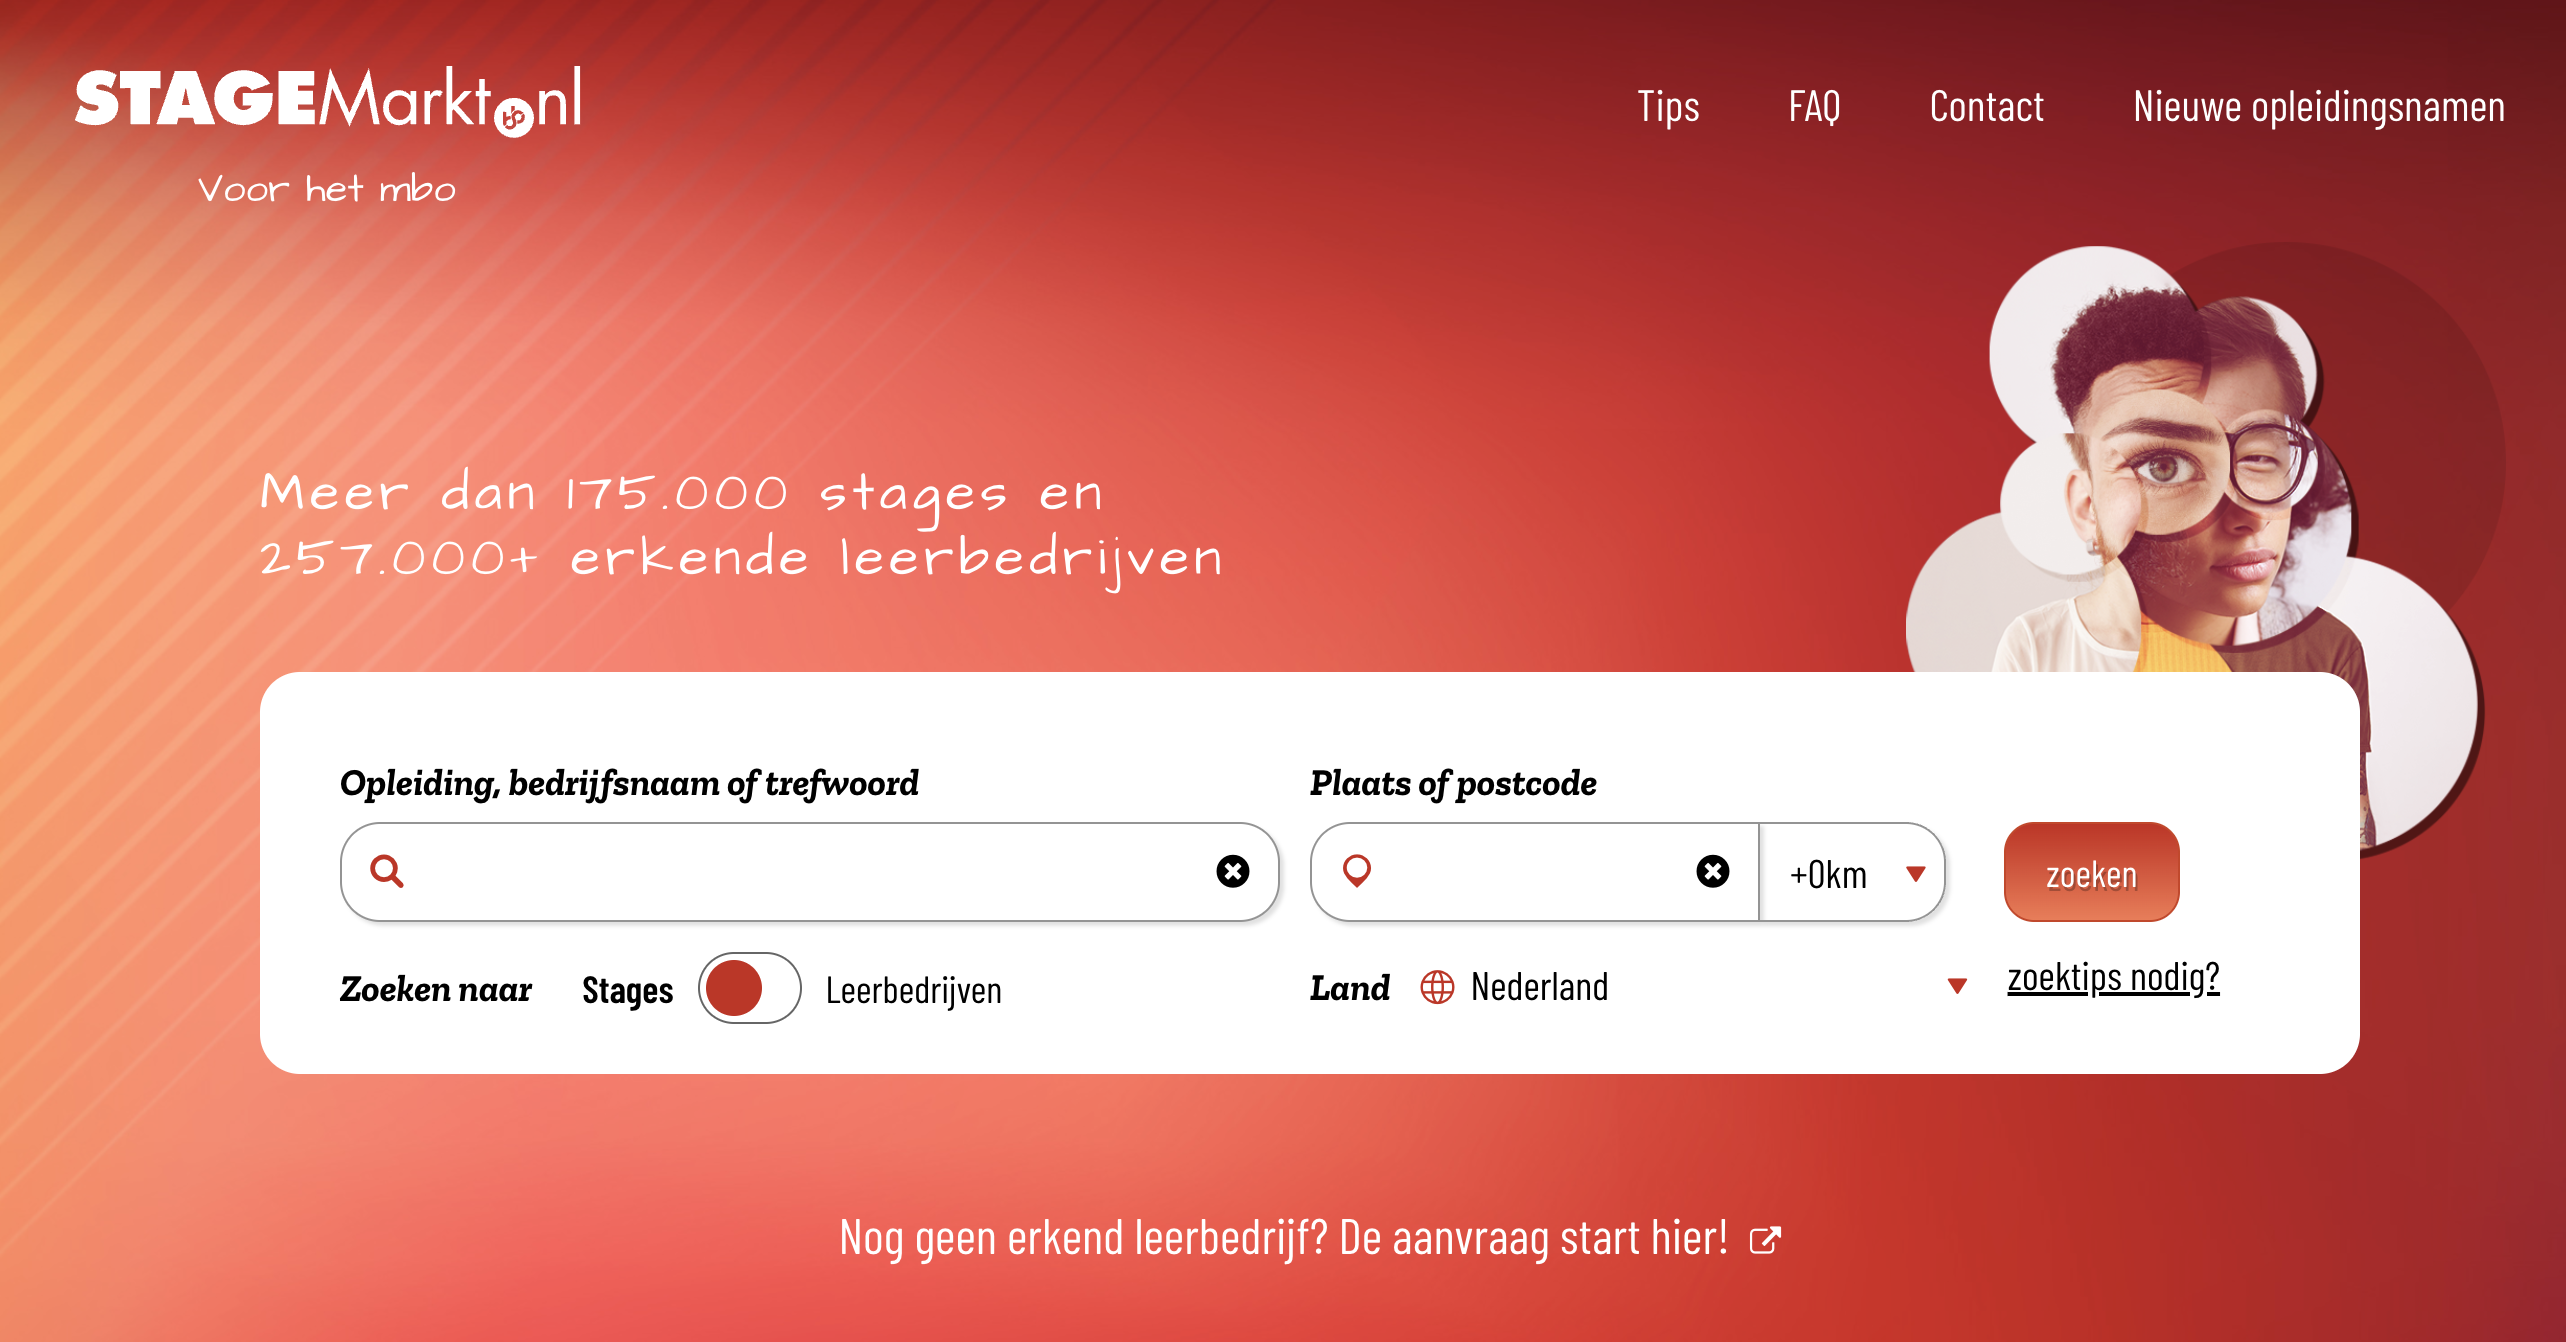 STAGEMarkt.nl
Voor het mbo
Tips FAQ Contact Nieuwe opleidingsnamen
Meer dan 175.000 stages en
257.000+ erkende leerbedrijven
Opleiding, bedrijfsnaam of trefwoord
Plaats of postcode
+0km
zoeken
Zoeken naar Stages Leerbedrijven
Land Nederland
zoektips nodig?
Nog geen erkend leerbedrijf? De aanvraag start hier!